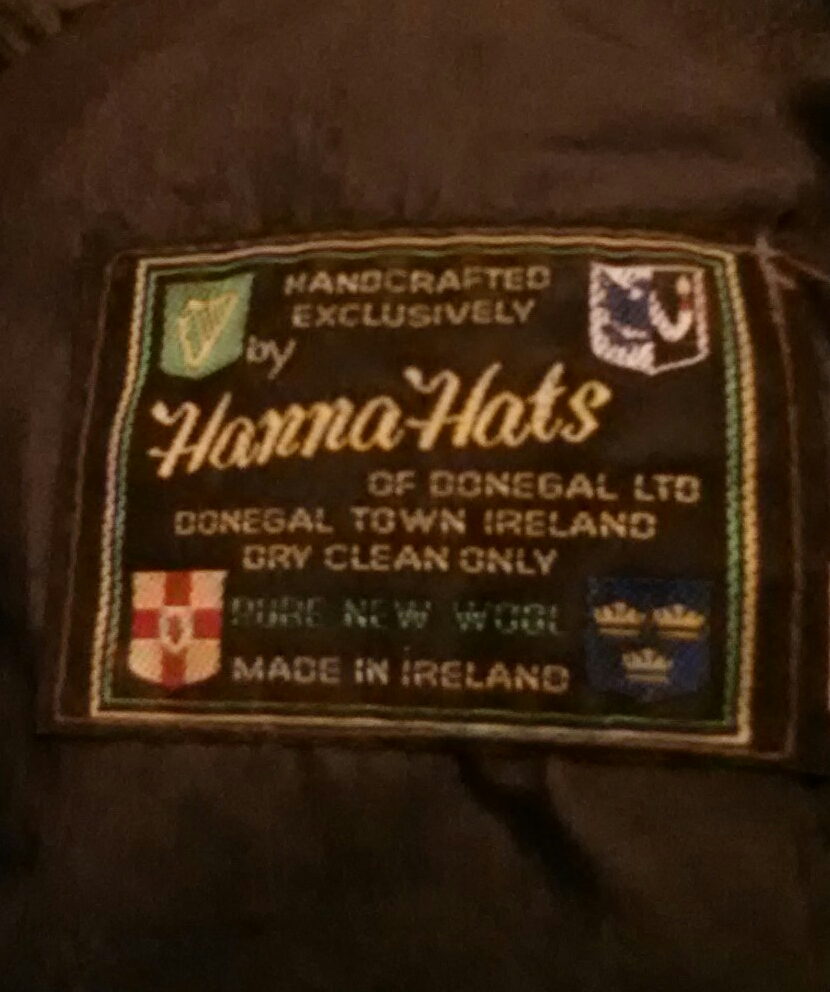 HANDCRAFTED
EXCLUSIVELY
by
Hanna Hats
OF DONEGAL LTD
DONEGAL TOWN IRELAND
DRY CLEAN ONLY
PURE NEW WOOL
MADE IN IRELAND